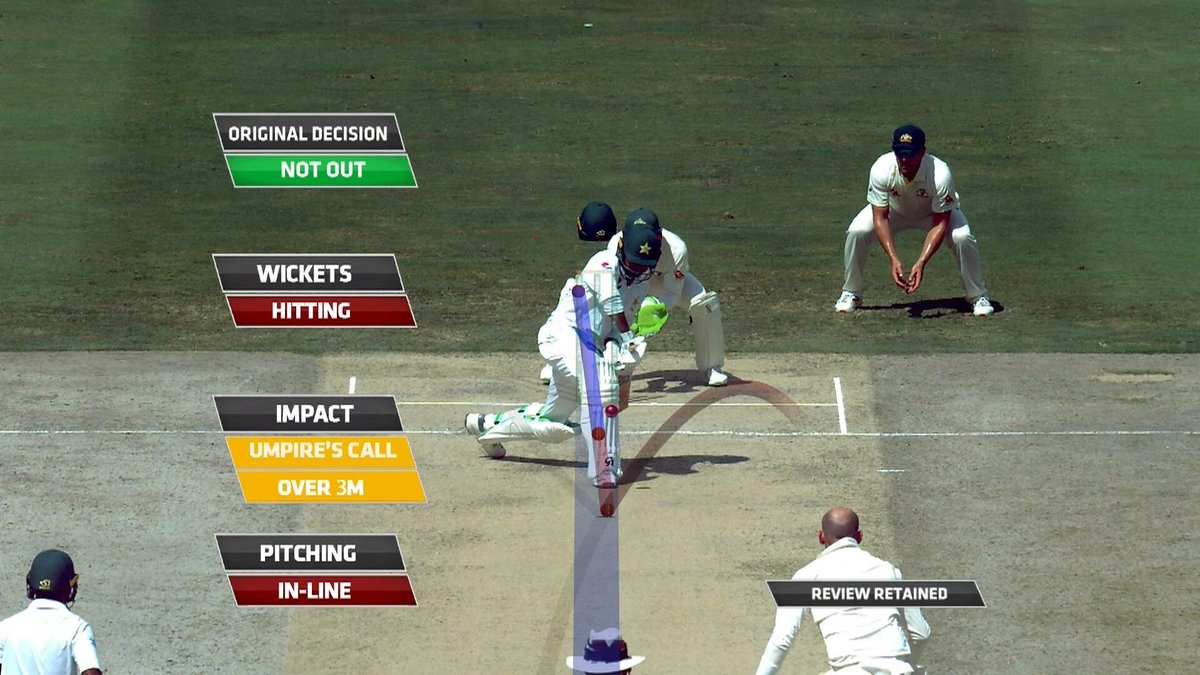 ORIGINAL DECISION
NOT OUT
WICKETS
HITTING
IMPACT
UMPIRE'S CALL
OVER 3M
PITCHING
IN-LINE
REVIEW RETAINED